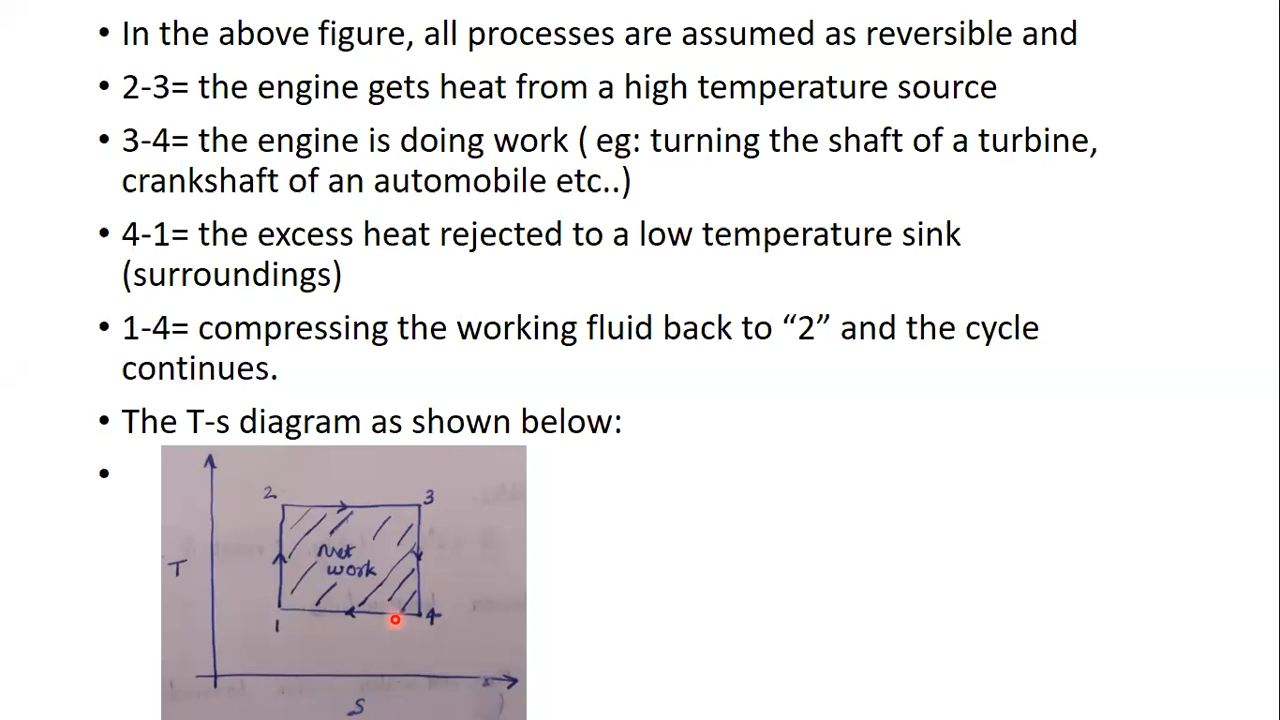 • In the above figure, all processes are assumed as reversible and
• 2-3= the engine gets heat from a high temperature source
• 3-4= the engine is doing work ( eg: turning the shaft of a turbine,
crankshaft of an automobile etc..)
• 4-1= the excess heat rejected to a low temperature sink
(surroundings)
• 1-4= compressing the working fluid back to “2” and the cycle
continues.
• The T-s diagram as shown below:
•
2 3
Net
work
T
1 4
S